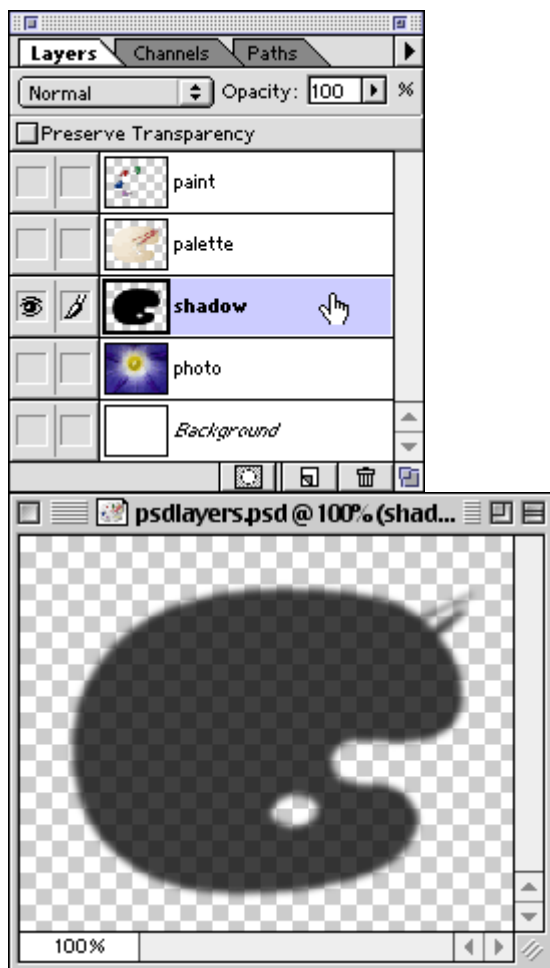 Layers Channels Paths
Normal Opacity: 100 %
Preserve Transparency
paint
palette
shadow
photo
Background
psdlayers.psd @ 100% (shad...
100%